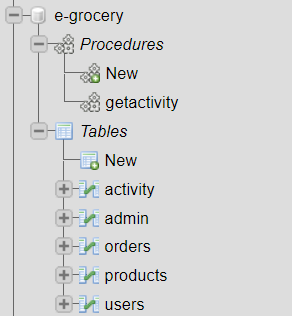 e-grocery
Procedures
New
getactivity
Tables
New
activity
admin
orders
products
users